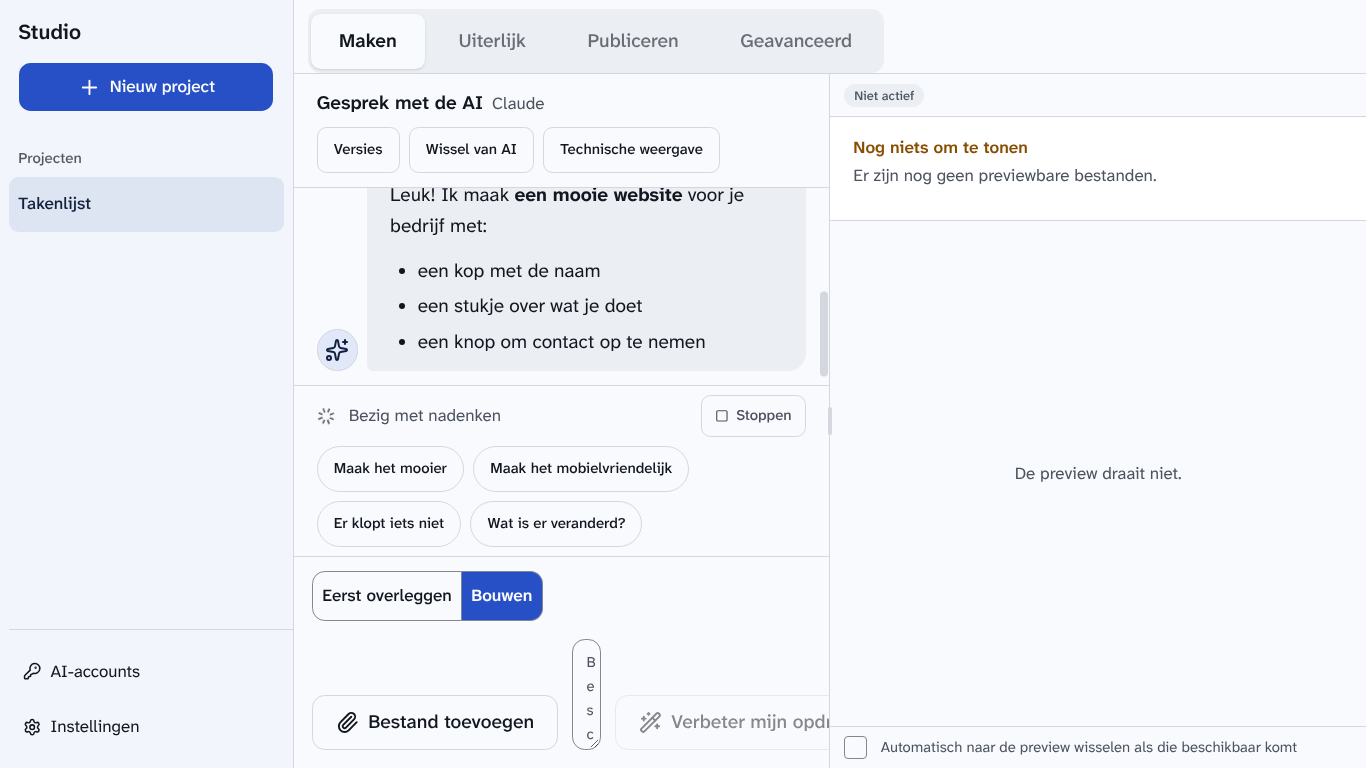 Studio
Nieuw project
Projecten
Takenlijst
AI-accounts
Instellingen
Maken
Uiterlijk
Publiceren
Geavanceerd
Gesprek met de AI Claude
Versies
Wissel van AI
Technische weergave
Leuk! Ik maak een mooie website voor je
bedrijf met:
• een kop met de naam
• een stukje over wat je doet
• een knop om contact op te nemen
Bezig met nadenken
Stoppen
Maak het mooier
Maak het mobielvriendelijk
Er klopt iets niet
Wat is er veranderd?
Eerst overleggen
Bouwen
Bestand toevoegen
B
e
s
c
Verbeter mijn
Niet actief
Nog niets om te tonen
Er zijn nog geen previewbare bestanden.
De preview draait niet.
Automatisch naar de preview wisselen als die beschikbaar komt